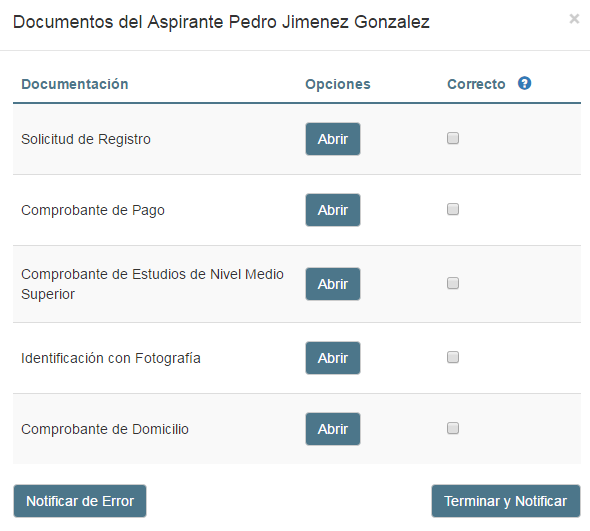 Documentos del Aspirante Pedro Jimenez Gonzalez
×
Documentación Opciones Correcto ?
Solicitud de Registro Abrir
Comprobante de Pago Abrir
Comprobante de Estudios de Nivel Medio
Superior Abrir
Identificación con Fotografía Abrir
Comprobante de Domicilio Abrir
Notificar de Error Terminar y Notificar